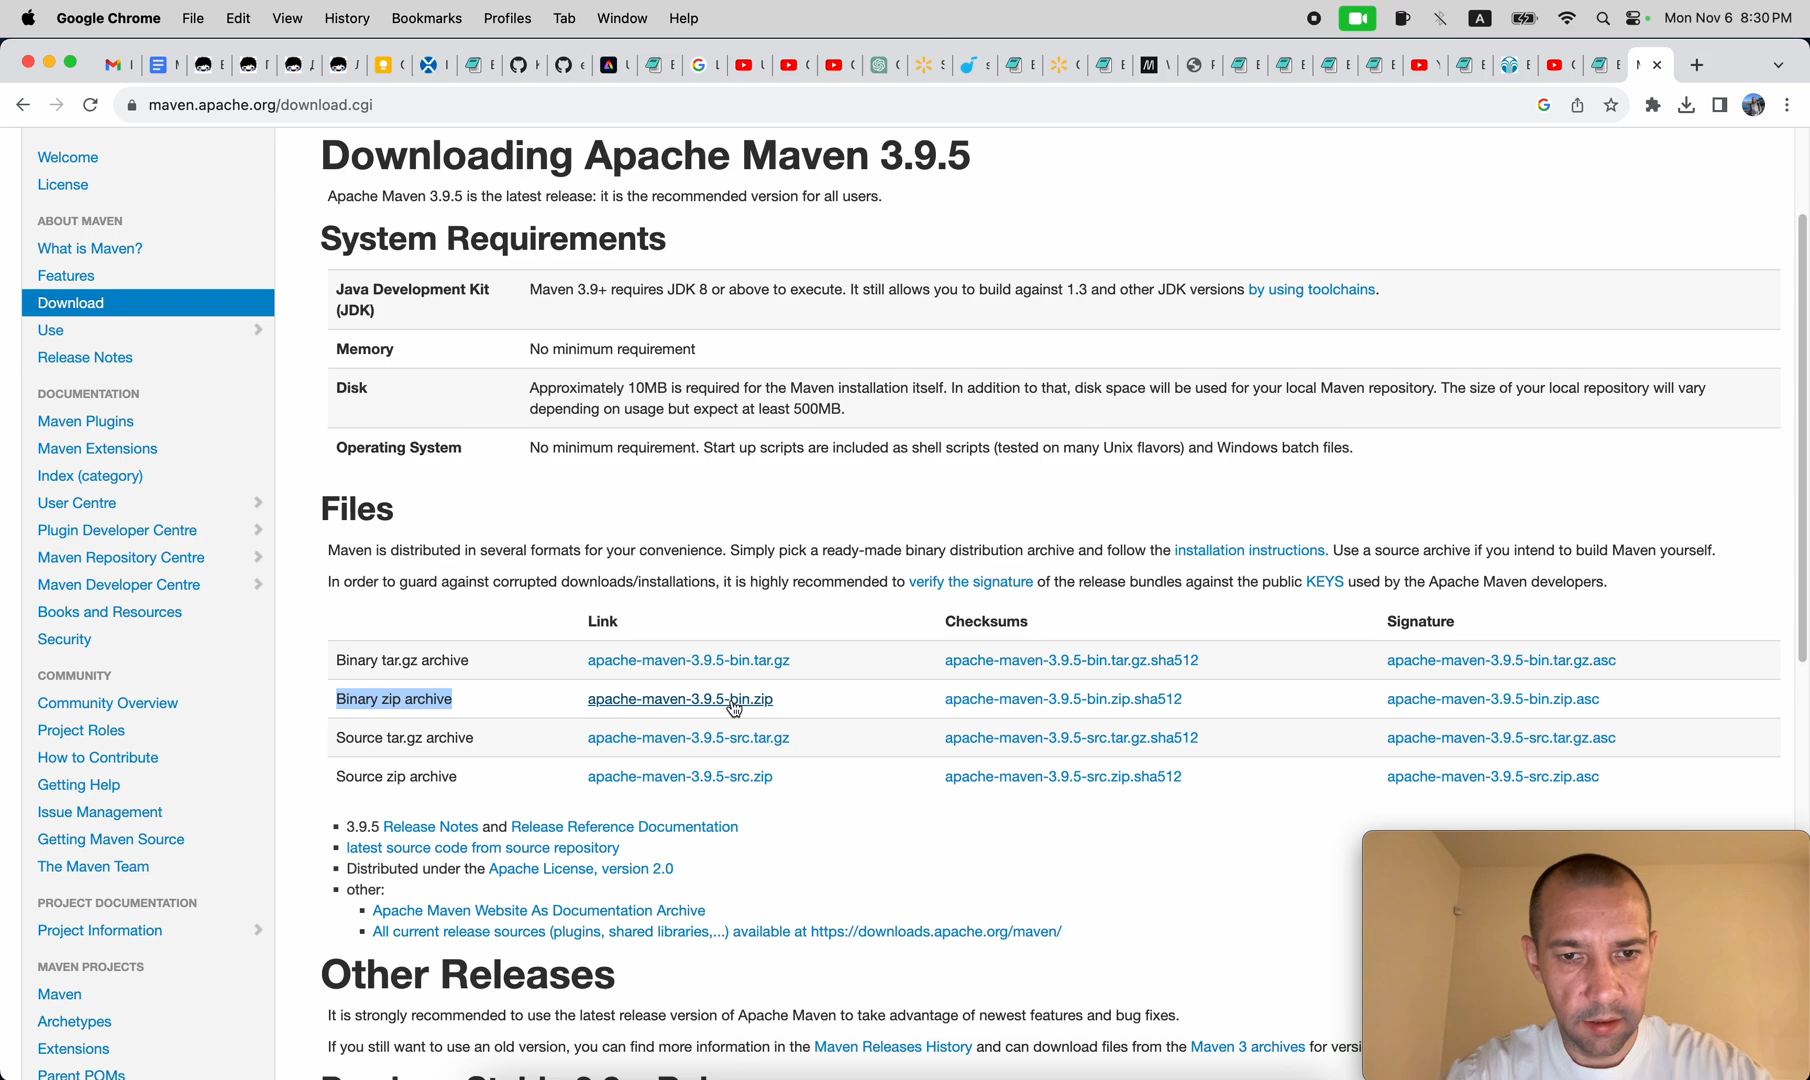 Google Chrome File Edit View History Bookmarks Profiles Tab Window Help A Mon Nov 6 8:30 PM
maven.apache.org/download.cgi
Welcome
License
ABOUT MAVEN
What is Maven?
Features
Download
Use
Release Notes
DOCUMENTATION
Maven Plugins
Maven Extensions
Index (category)
User Centre
Plugin Developer Centre
Maven Repository Centre
Maven Developer Centre
Books and Resources
Security
COMMUNITY
Community Overview
Project Roles
How to Contribute
Getting Help
Issue Management
Getting Maven Source
The Maven Team
PROJECT DOCUMENTATION
Project Information
MAVEN PROJECTS
Maven
Archetypes
Extensions
Parent POMs
Downloading Apache Maven 3.9.5
Apache Maven 3.9.5 is the latest release: it is the recommended version for all users.
System Requirements
Java Development Kit (JDK) Maven 3.9+ requires JDK 8 or above to execute. It still allows you to build against 1.3 and other JDK versions by using toolchains.
Memory No minimum requirement
Disk Approximately 10MB is required for the Maven installation itself. In addition to that, disk space will be used for your local Maven repository. The size of your local repository will vary
depending on usage but expect at least 500MB.
Operating System No minimum requirement. Start up scripts are included as shell scripts (tested on many Unix flavors) and Windows batch files.
Files
Maven is distributed in several formats for your convenience. Simply pick a ready-made binary distribution archive and follow the installation instructions. Use a source archive if you intend to build Maven yourself.
In order to guard against corrupted downloads/installations, it is highly recommended to verify the signature of the release bundles against the public KEYS used by the Apache Maven developers.
Link Checksums Signature
Binary tar.gz archive apache-maven-3.9.5-bin.tar.gz apache-maven-3.9.5-bin.tar.gz.sha512 apache-maven-3.9.5-bin.tar.gz.asc
Binary zip archive apache-maven-3.9.5-bin.zip apache-maven-3.9.5-bin.zip.sha512 apache-maven-3.9.5-bin.zip.asc
Source tar.gz archive apache-maven-3.9.5-src.tar.gz apache-maven-3.9.5-src.tar.gz.sha512 apache-maven-3.9.5-src.tar.gz.asc
Source zip archive apache-maven-3.9.5-src.zip apache-maven-3.9.5-src.zip.sha512 apache-maven-3.9.5-src.zip.asc
3.9.5 Release Notes and Release Reference Documentation
latest source code from source repository
Distributed under the Apache License, version 2.0
other:
Apache Maven Website As Documentation Archive
All current release sources (plugins, shared libraries,...) available at https://downloads.apache.org/maven/
Other Releases
It is strongly recommended to use the latest release version of Apache Maven to take advantage of newest features and bug fixes.
If you still want to use an old version, you can find more information in the Maven Releases History and can download files from the Maven 3 archives for versi